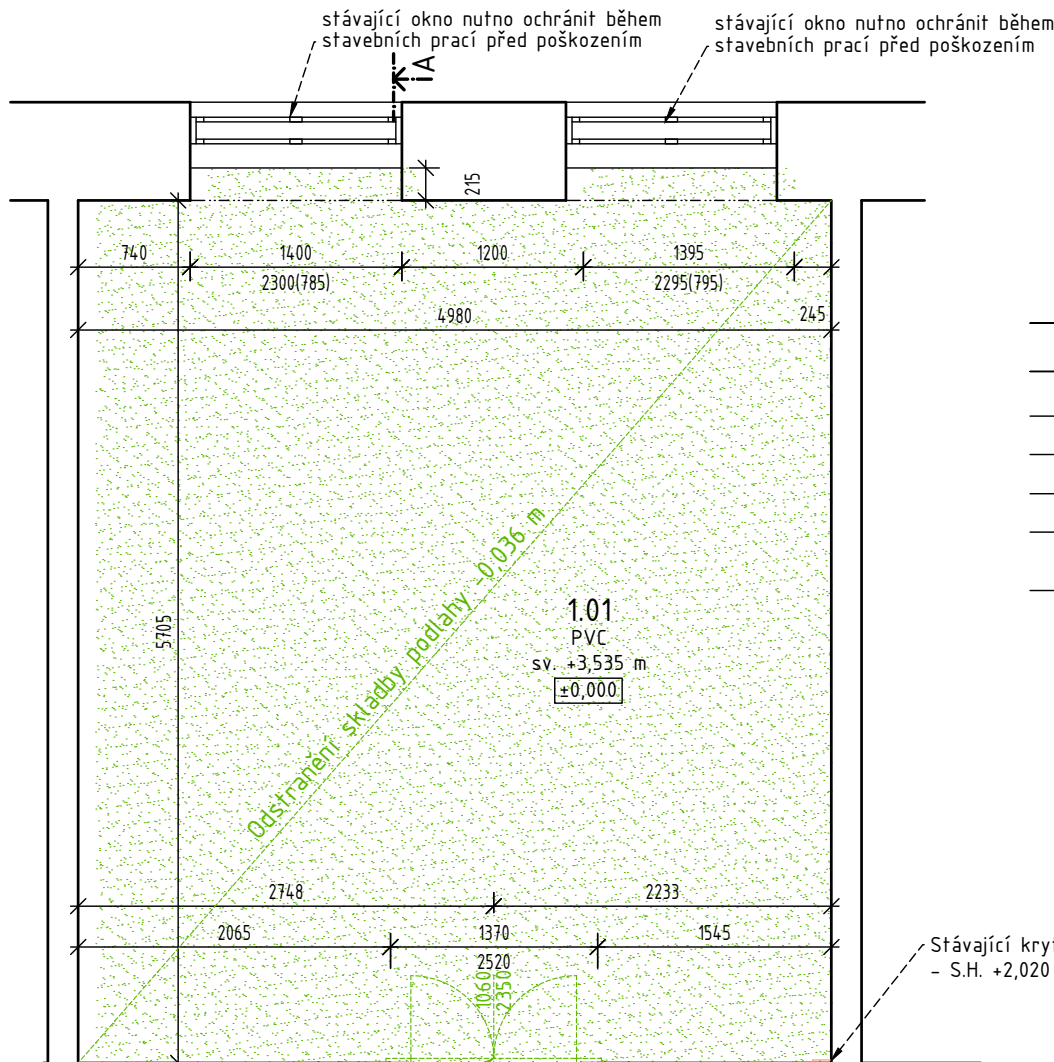 stávající okno nutno ochránit během
stavebních prací před poškozením
stávající okno nutno ochránit během
stavebních prací před poškozením
A
215
740
1400
1200
1395
2300(785)
2295(795)
4980
245
5705
Odstranění skladby podlahy -0,036 m
1.01
PVC
sv. +3,535 m
±0,000
2748
2233
2065
1370
1545
2520
1060
2350
Stávající kryt
- S.H. +2,020